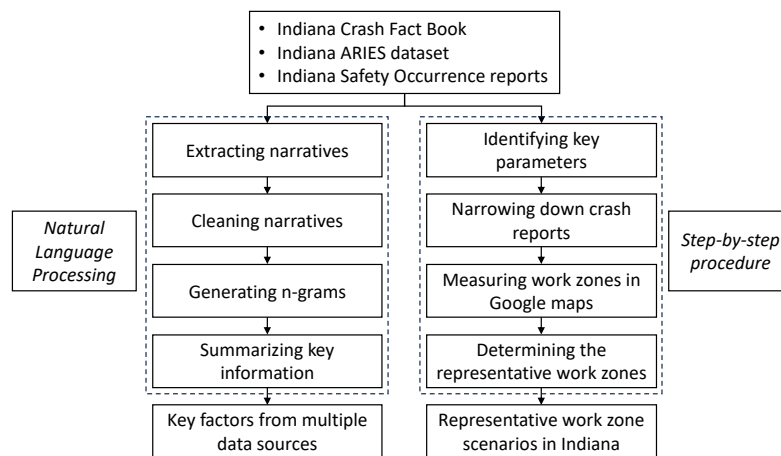 • Indiana Crash Fact Book
• Indiana ARIES dataset
• Indiana Safety Occurrence reports
Extracting narratives
Cleaning narratives
Generating n-grams
Summarizing key
information
Key factors from multiple
data sources
Natural
Language
Processing
Identifying key
parameters
Narrowing down crash
reports
Measuring work zones in
Google maps
Determining the
representative work zones
Representative work zone
scenarios in Indiana
Step-by-step
procedure